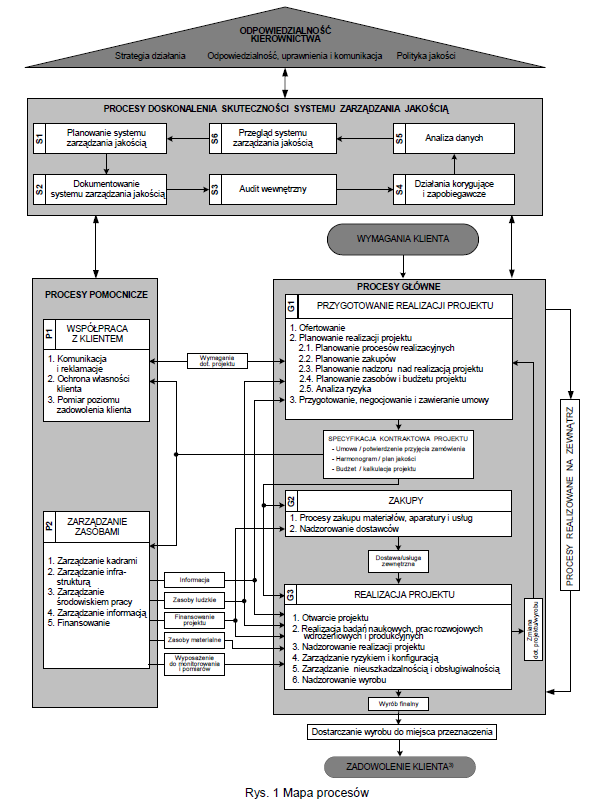 ODPOWIEDZIALNOŚĆ
KIEROWNICTWA
Strategia działania Odpowiedzialność, uprawnienia i komunikacja Polityka jakości
PROCESY DOSKONALENIA SKUTECZNOŚCI SYSTEMU ZARZĄDZANIA JAKOŚCIĄ
S1
Planowanie systemu
zarządzania jakością
S6
Przegląd systemu
zarządzania jakością
S5
Analiza danych
S2
Dokumentowanie
systemu zarządzania jakością
S3
Audit wewnętrzny
S4
Działania korygujące
i zapobiegawcze
WYMAGANIA KLIENTA
PROCESY POMOCNICZE
P1
WSPÓŁPRACA
Z KLIENTEM
1. Komunikacja
i reklamacje
2. Ochrona własności
klienta
3. Pomiar poziomu
zadowolenia klienta
P2
ZARZĄDZANIE
ZASOBAMI
1. Zarządzanie kadrami
2. Zarządzanie infra-
strukturą
3. Zarządzanie
środowiskiem pracy
4. Zarządzanie informacją
5. Finansowanie
Wymagania
dot. projektu
Informacja
Zasoby ludzkie
Finansowanie
projektu
Zasoby materialne
Wyposażenie
do monitorowania
i pomiarów
PROCESY GŁÓWNE
G1
PRZYGOTOWANIE REALIZACJI PROJEKTU
1. Ofertowanie
2. Planowanie realizacji projektu
2.1. Planowanie procesów realizacyjnych
2.2. Planowanie zakupów
2.3. Planowanie nadzoru nad realizacją projektu
2.4. Planowanie zasobów i budżetu projektu
2.5. Analiza ryzyka
3. Przygotowanie, negocjowanie i zawieranie umowy
SPECYFIKACJA KONTRAKTOWA PROJEKTU
- Umowa / potwierdzenie przyjęcia zamówienia
- Harmonogram / plan jakości
- Budżet / kalkulacja projektu
G2
ZAKUPY
1. Procesy zakupu materiałów, aparatury i usług
2. Nadzorowanie dostawców
Dostawa/usługa
zewnętrzna
G3
REALIZACJA PROJEKTU
1. Otwarcie projektu
2. Realizacja badań naukowych, prac rozwojowych
wdrożeniowych i produkcyjnych
3. Nadzorowanie realizacji projektu
4. Zarządzanie ryzykiem i konfiguracją
5. Zarządzanie nieuszkadzalnością i obsługiwalnością
6. Nadzorowanie wyrobu
Zmiana
dot. projektu/wyrobu
PROCESY REALIZOWANE NA ZEWNĄTRZ
Wyrób finalny
Dostarczanie wyrobu do miejsca przeznaczenia
ZADOWOLENIE KLIENTA³⁾
Rys. 1 Mapa procesów